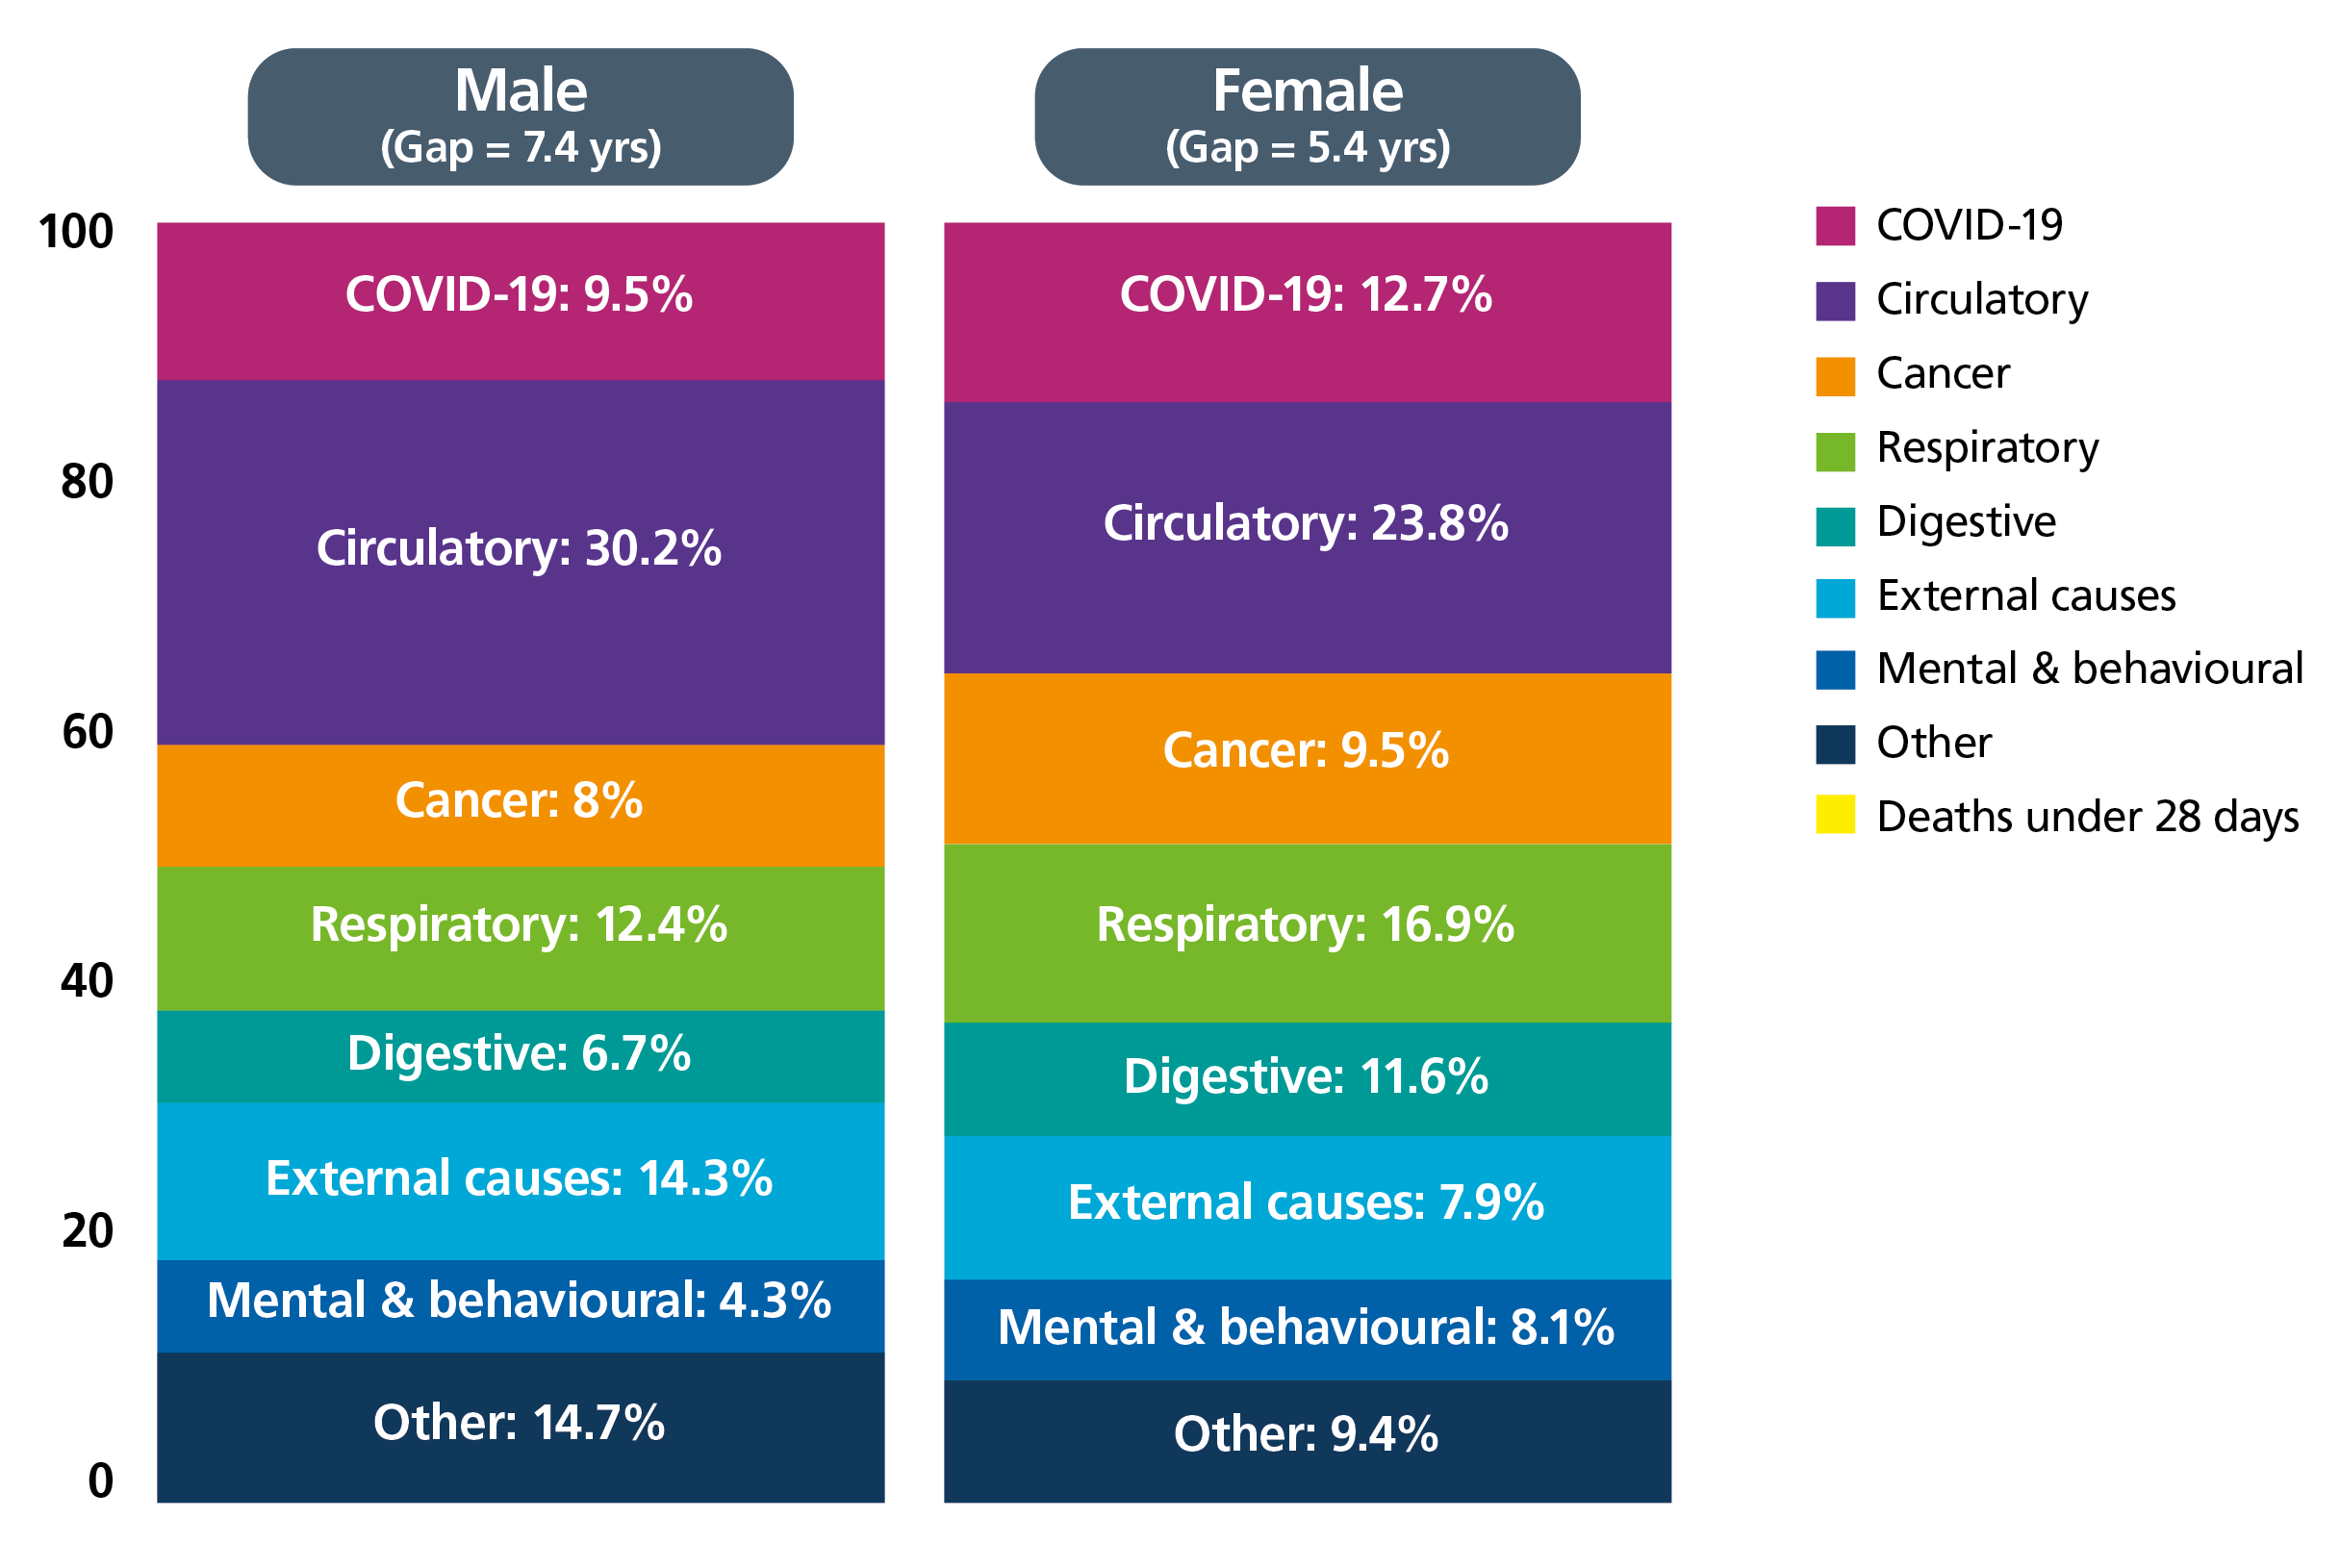 Male
(Gap = 7.4 yrs)
Female
(Gap = 5.4 yrs)
100
80
60
40
20
0
COVID-19: 9.5%
Circulatory: 30.2%
Cancer: 8%
Respiratory: 12.4%
Digestive: 6.7%
External causes: 14.3%
Mental & behavioural: 4.3%
Other: 14.7%
COVID-19: 12.7%
Circulatory: 23.8%
Cancer: 9.5%
Respiratory: 16.9%
Digestive: 11.6%
External causes: 7.9%
Mental & behavioural: 8.1%
Other: 9.4%
COVID-19
Circulatory
Cancer
Respiratory
Digestive
External causes
Mental & behavioural
Other
Deaths under 28 days